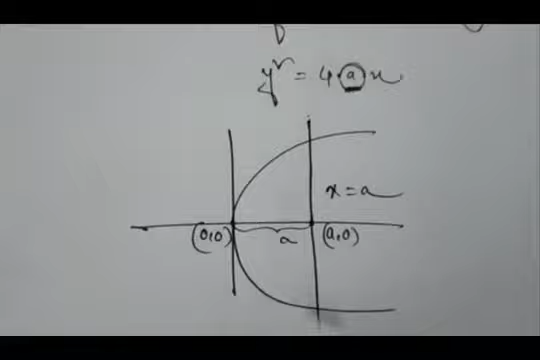 y² = 4ax
x = a
(0,0) a (a,0)